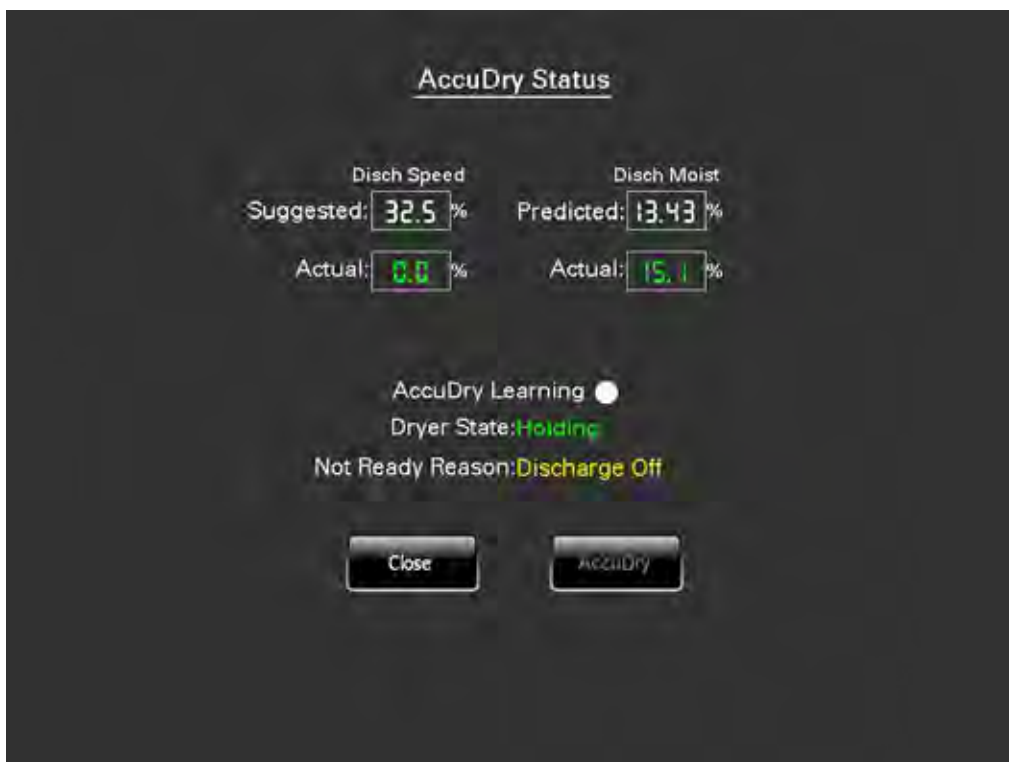 AccuDry Status
Disch Speed Disch Moist
Suggested: 32.5 % Predicted: 13.43 %
Actual: 0.0 % Actual: 15.1 %
AccuDry Learning
Dryer State:Holding
Not Ready Reason:Discharge Off
Close AccuDry